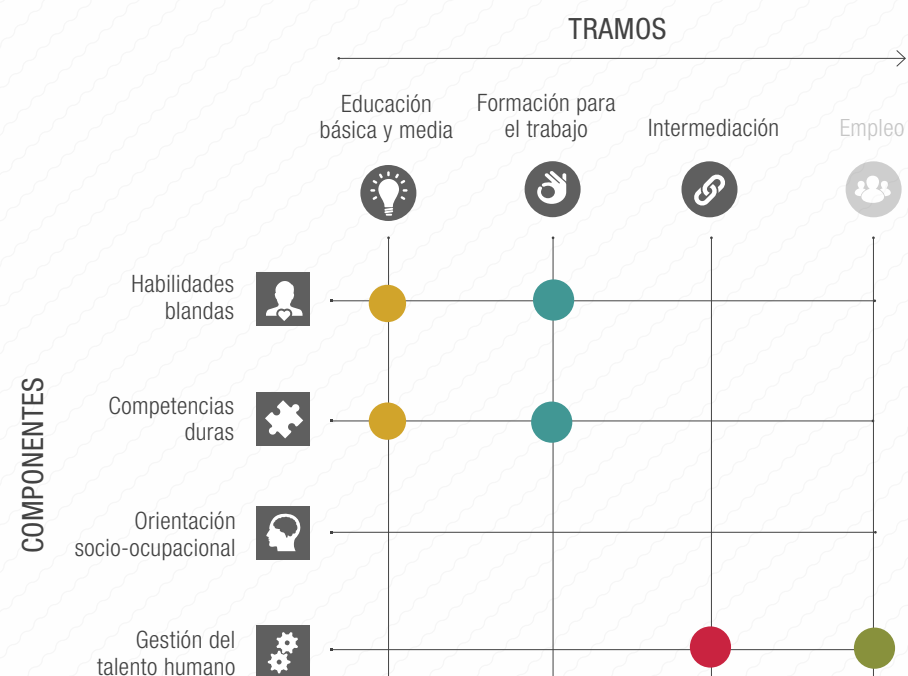 TRAMOS
Educación
básica y media
Formación para
el trabajo
Intermediación
Empleo
COMPONENTES
Habilidades
blandas
Competencias
duras
Orientación
socio-ocupacional
Gestión del
talento humano